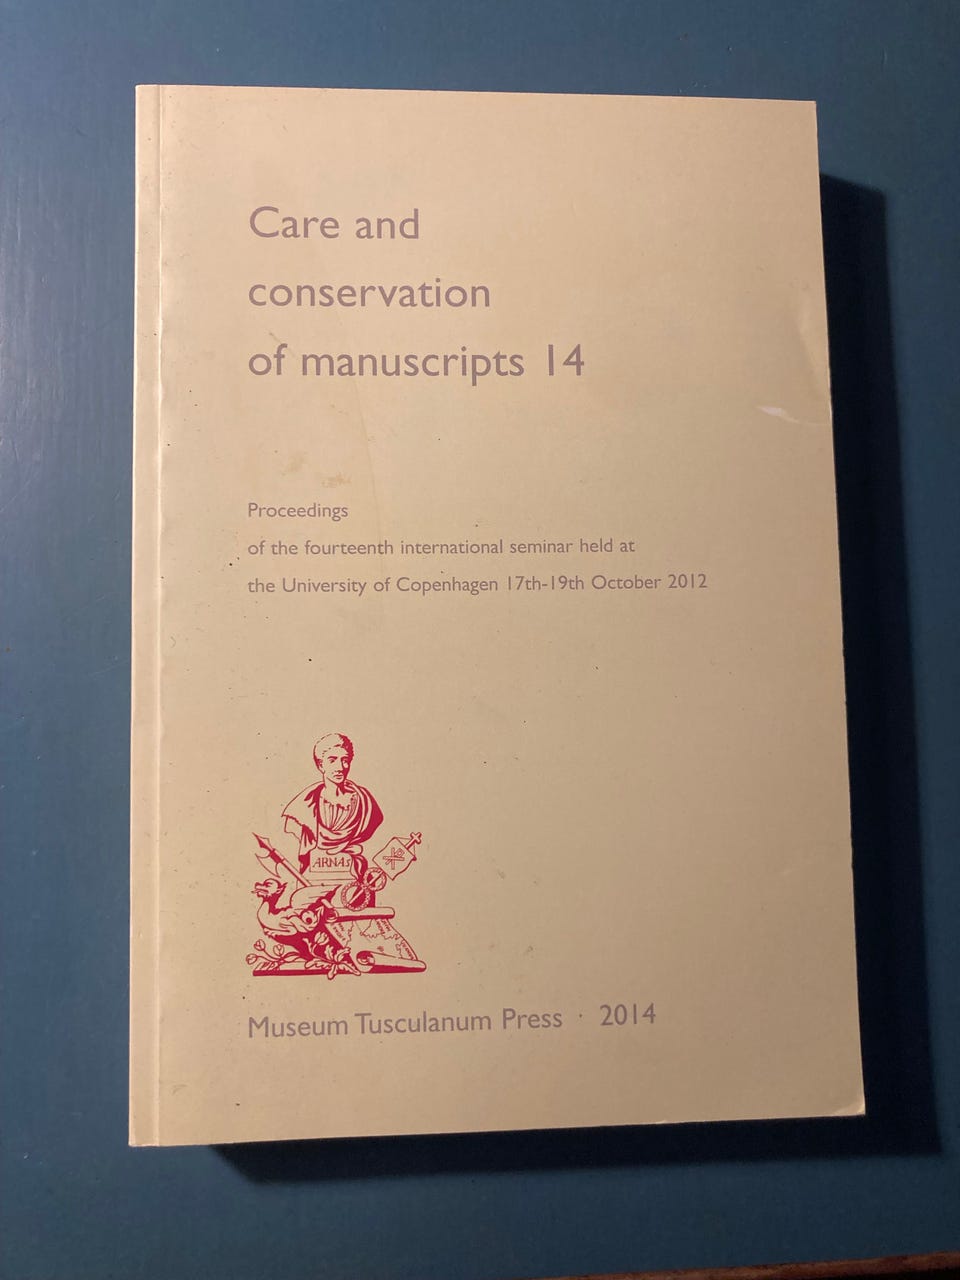 Care and
conservation
of manuscripts 14
Proceedings
of the fourteenth international seminar held at
the University of Copenhagen 17th-19th October 2012
ARNAS
Museum Tusculanum Press · 2014